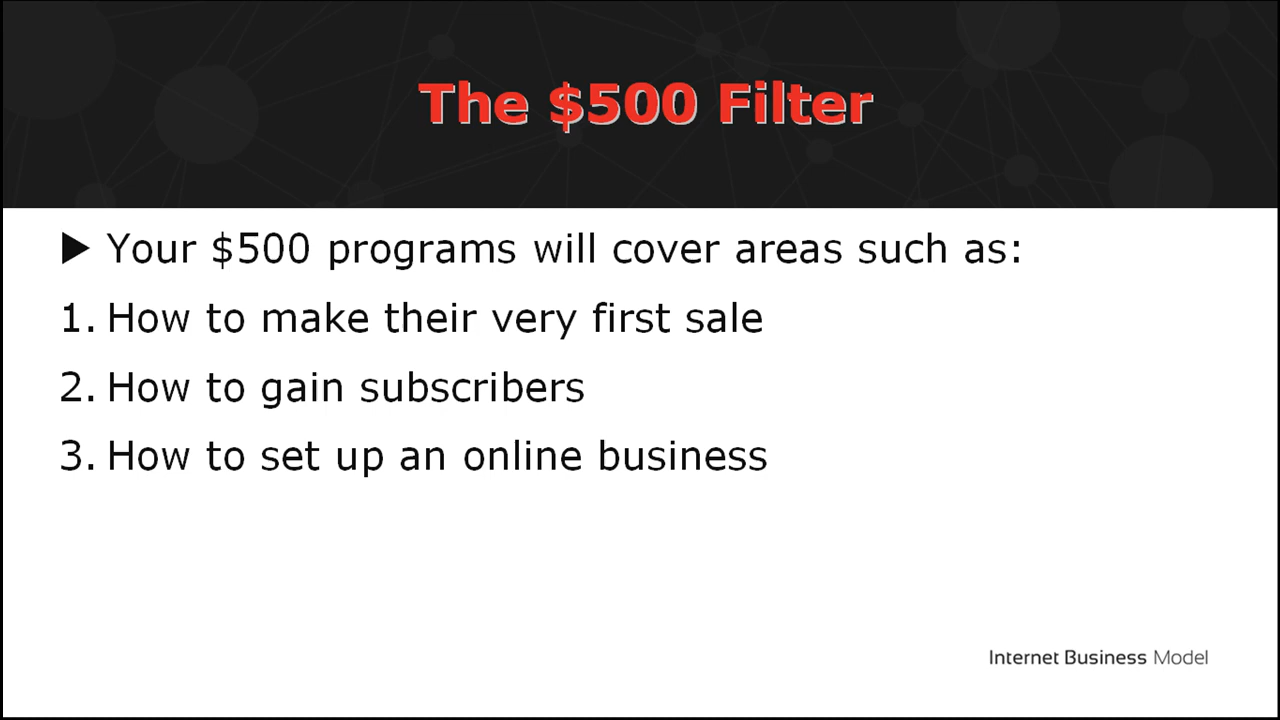 The $500 Filter
▶ Your $500 programs will cover areas such as:
1. How to make their very first sale
2. How to gain subscribers
3. How to set up an online business
Internet Business Model